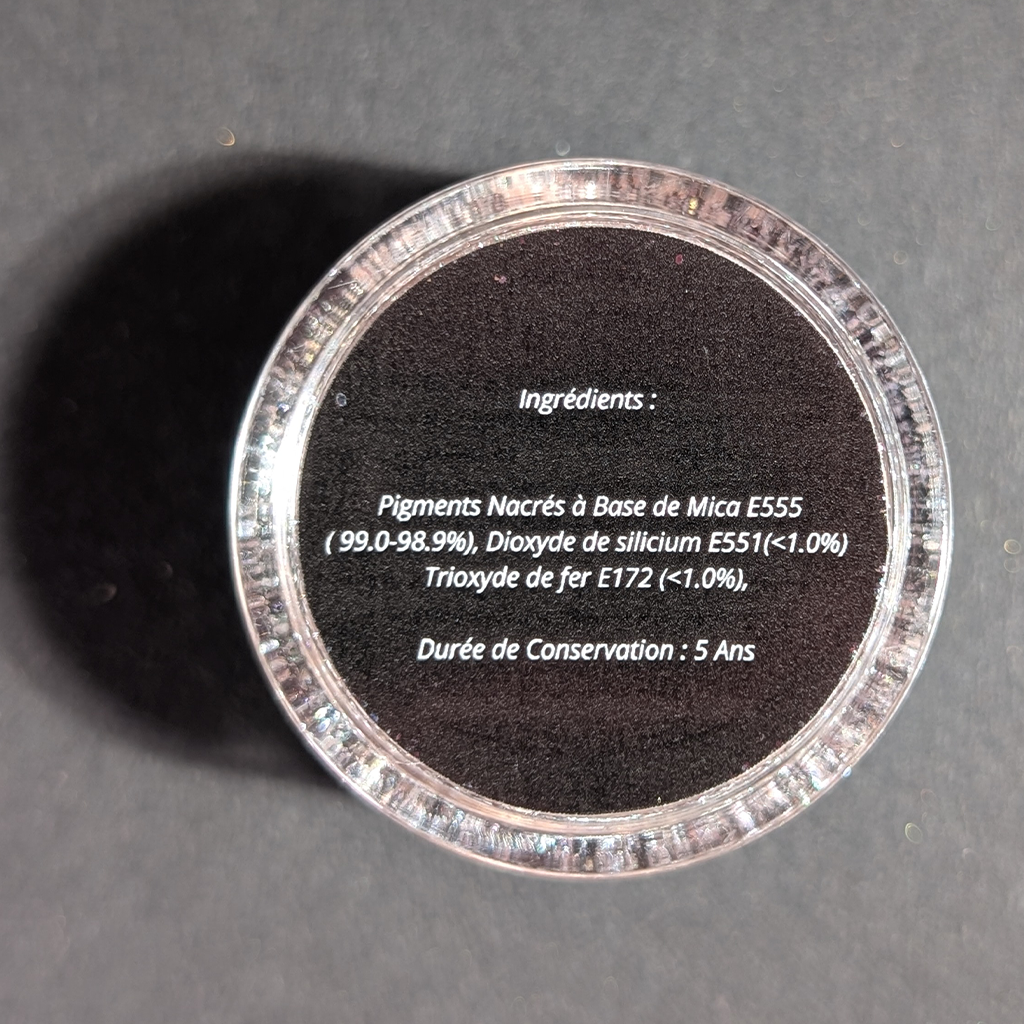 Ingrédients :
Pigments Nacrés à Base de Mica E555
( 99.0-98.9%), Dioxyde de silicium E551(<1.0%)
Trioxyde de fer E172 (<1.0%),
Durée de Conservation : 5 Ans